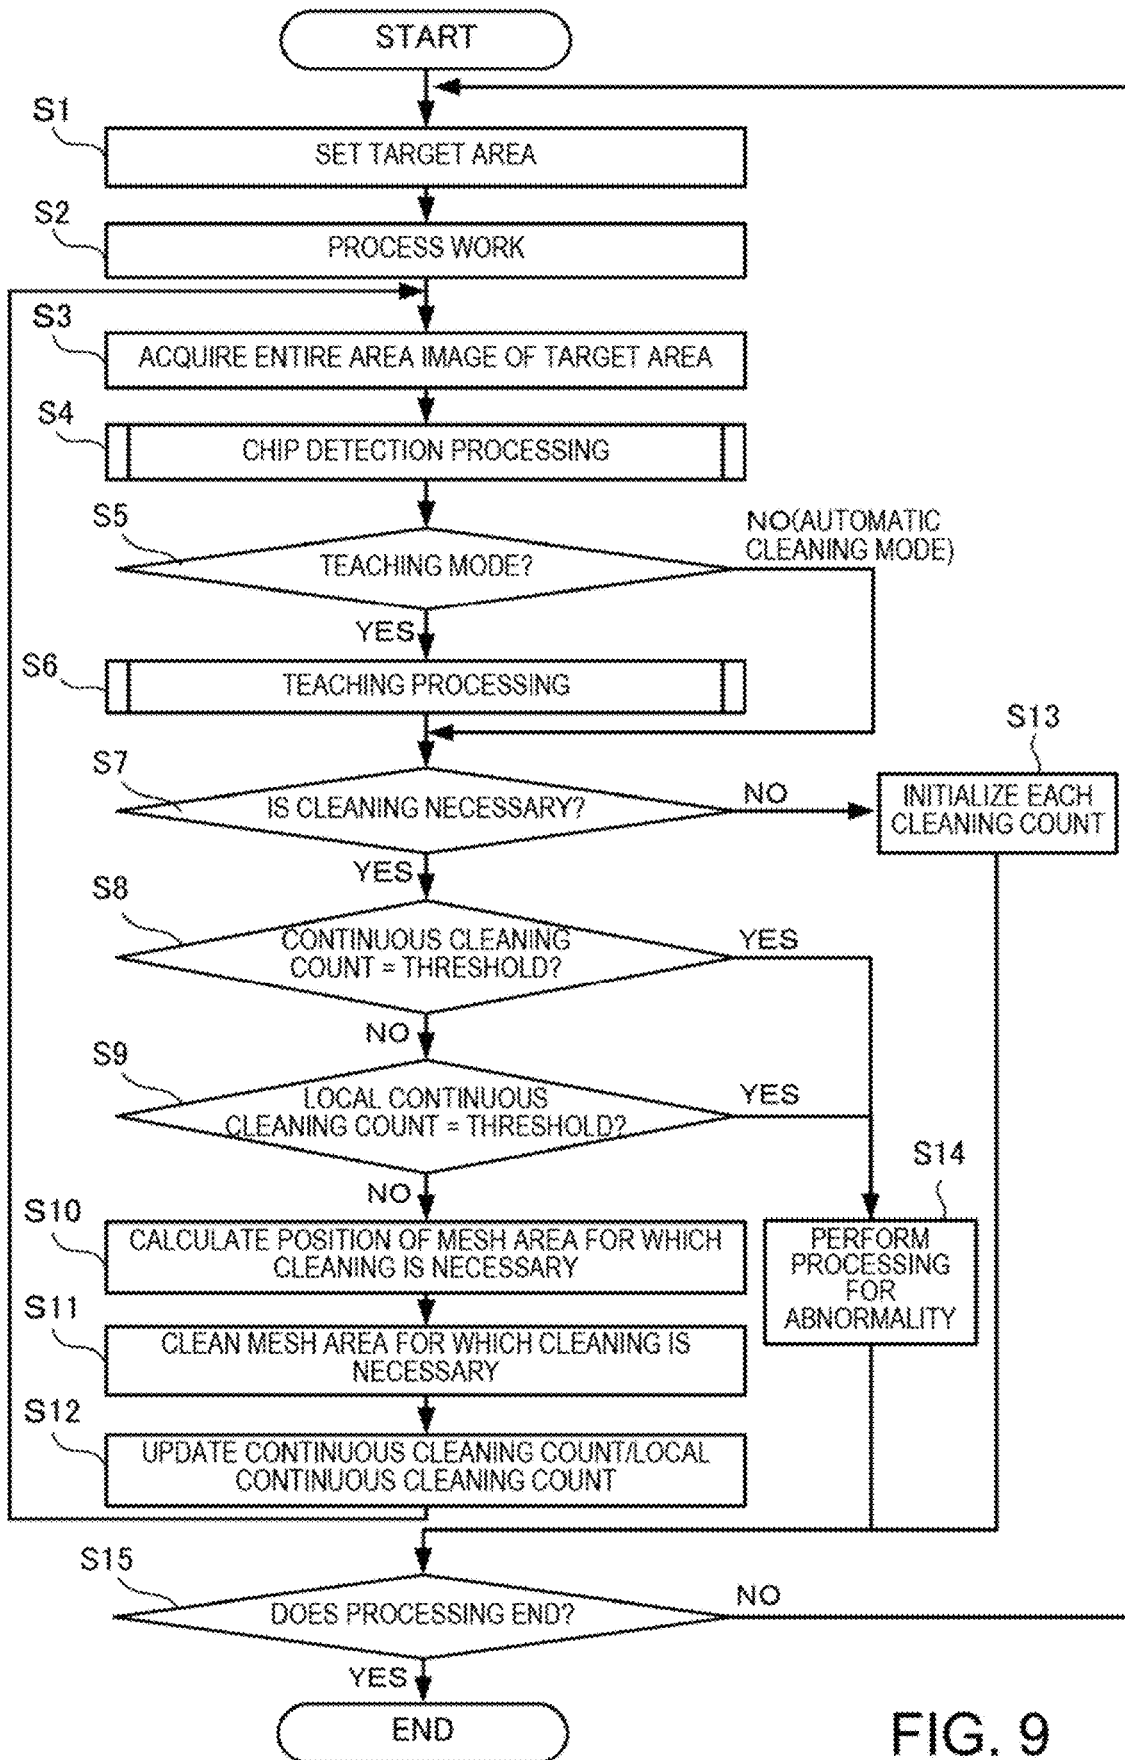 START
S1
SET TARGET AREA
S2
PROCESS WORK
S3
ACQUIRE ENTIRE AREA IMAGE OF TARGET AREA
S4
CHIP DETECTION PROCESSING
S5
TEACHING MODE?
NO(AUTOMATIC
CLEANING MODE)
YES
S6
TEACHING PROCESSING
S7
IS CLEANING NECESSARY?
NO
S13
INITIALIZE EACH
CLEANING COUNT
YES
S8
CONTINUOUS CLEANING
COUNT = THRESHOLD?
YES
NO
S9
LOCAL CONTINUOUS
CLEANING COUNT = THRESHOLD?
YES
NO
S14
PERFORM
PROCESSING
FOR
ABNORMALITY
S10
CALCULATE POSITION OF MESH AREA FOR WHICH
CLEANING IS NECESSARY
S11
CLEAN MESH AREA FOR WHICH CLEANING IS
NECESSARY
S12
UPDATE CONTINUOUS CLEANING COUNT/LOCAL
CONTINUOUS CLEANING COUNT
S15
DOES PROCESSING END?
NO
YES
END
FIG. 9